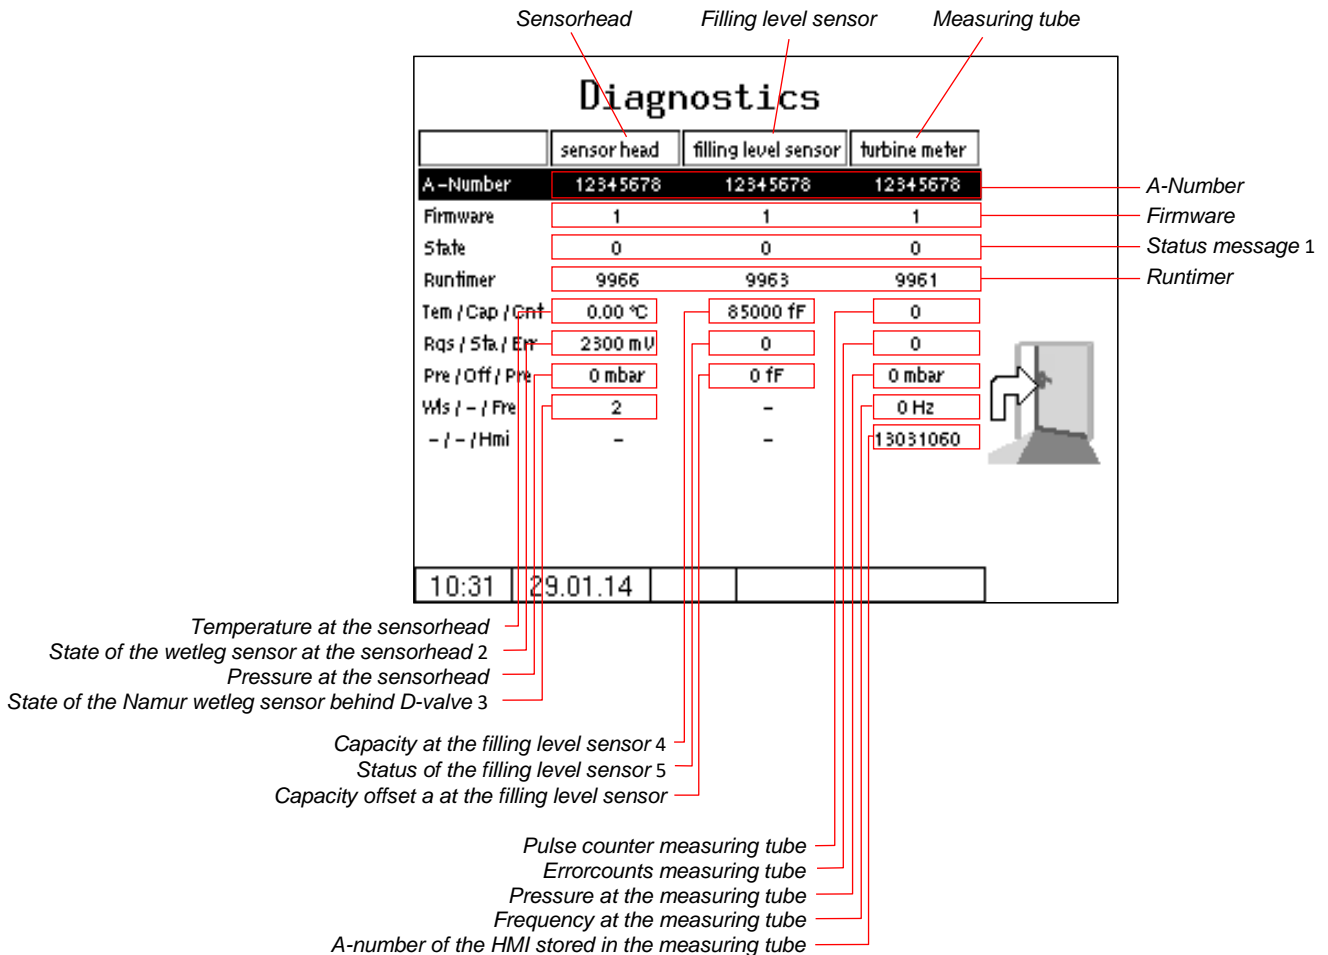 Sensorhead Filling level sensor Measuring tube
Diagnostics
sensor head filling level sensor turbine meter
A-Number 12345678 12345678 12345678 A-Number
Firmware 1 1 1 Firmware
State 0 0 0 Status message 1
Runtimer 9966 9963 9961 Runtimer
Tem / Cap / Cnt 0.00 °C 85000 fF 0
Rqs / Sta / Err 2300 mV 0 0
Pre / Off / Pre 0 mbar 0 fF 0 mbar
Wls / - / Fre 2 - 0 Hz
- / - / Hmi - - 13031060
10:31 29.01.14
Temperature at the sensorhead
State of the wetleg sensor at the sensorhead 2
Pressure at the sensorhead
State of the Namur wetleg sensor behind D-valve 3
Capacity at the filling level sensor 4
Status of the filling level sensor 5
Capacity offset a at the filling level sensor
Pulse counter measuring tube
Errorcounts measuring tube
Pressure at the measuring tube
Frequency at the measuring tube
A-number of the HMI stored in the measuring tube